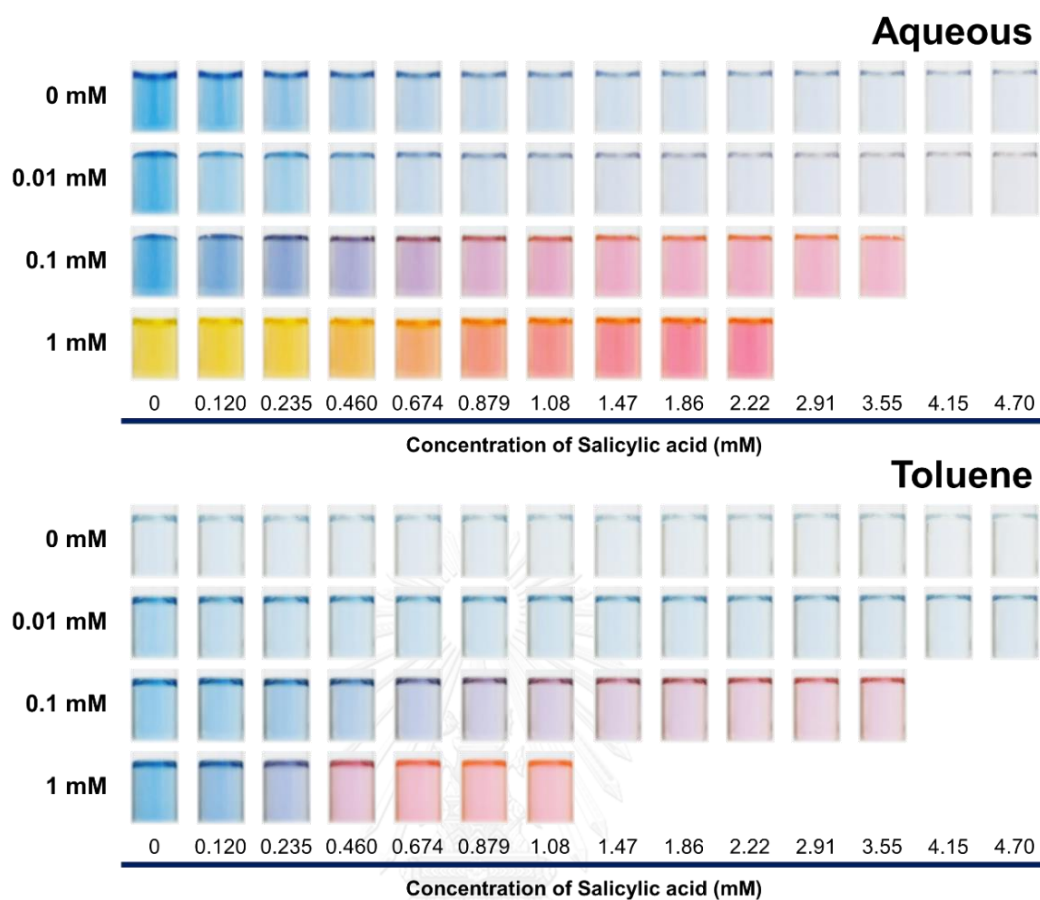 Aqueous
0 mM
0.01 mM
0.1 mM
1 mM
0 0.120 0.235 0.460 0.674 0.879 1.08 1.47 1.86 2.22 2.91 3.55 4.15 4.70
Concentration of Salicylic acid (mM)
Toluene
0 mM
0.01 mM
0.1 mM
1 mM
0 0.120 0.235 0.460 0.674 0.879 1.08 1.47 1.86 2.22 2.91 3.55 4.15 4.70
Concentration of Salicylic acid (mM)